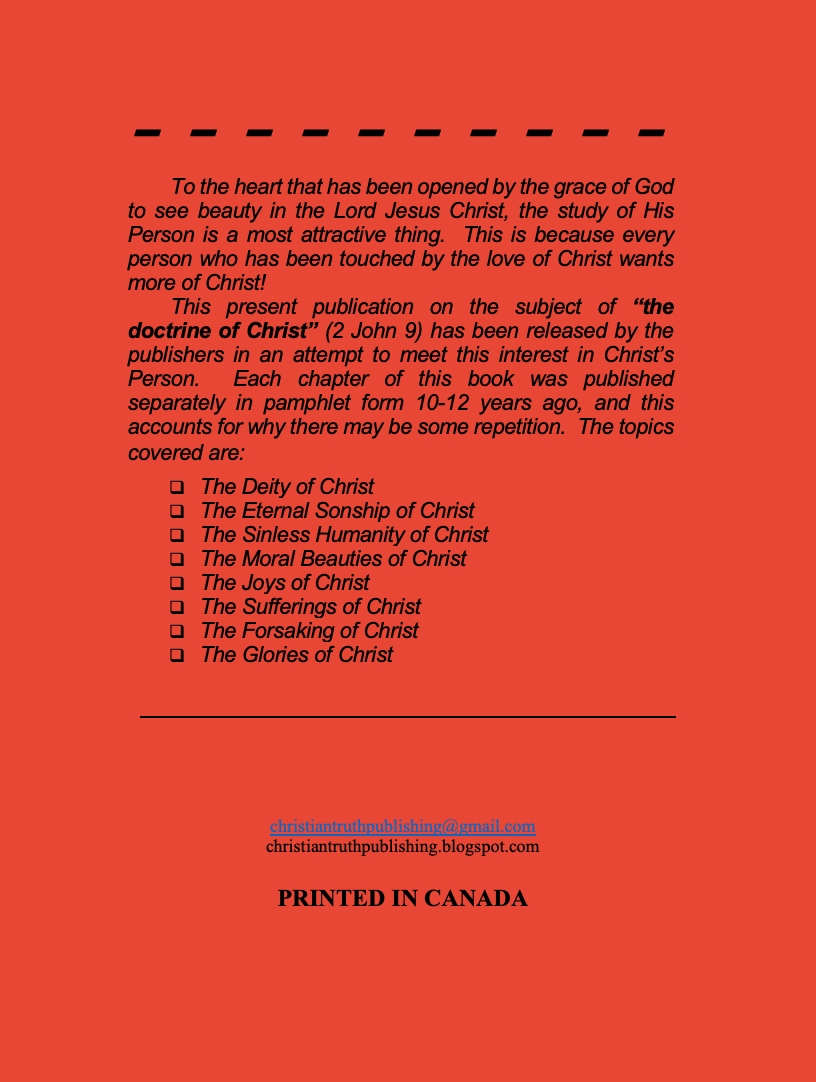 To the heart that has been opened by the grace of God
to see beauty in the Lord Jesus Christ, the study of His
Person is a most attractive thing.  This is because every
person who has been touched by the love of Christ wants
more of Christ!
This present publication on the subject of “the
doctrine of Christ” (2 John 9) has been released by the
publishers in an attempt to meet this interest in Christ’s
Person.  Each chapter of this book was published
separately in pamphlet form 10-12 years ago, and this
accounts for why there may be some repetition.  The topics
covered are:
❑ The Deity of Christ
❑ The Eternal Sonship of Christ
❑ The Sinless Humanity of Christ
❑ The Moral Beauties of Christ
❑ The Joys of Christ
❑ The Sufferings of Christ
❑ The Forsaking of Christ
❑ The Glories of Christ
christiantruthpublishing@gmail.com
christiantruthpublishing.blogspot.com
PRINTED IN CANADA